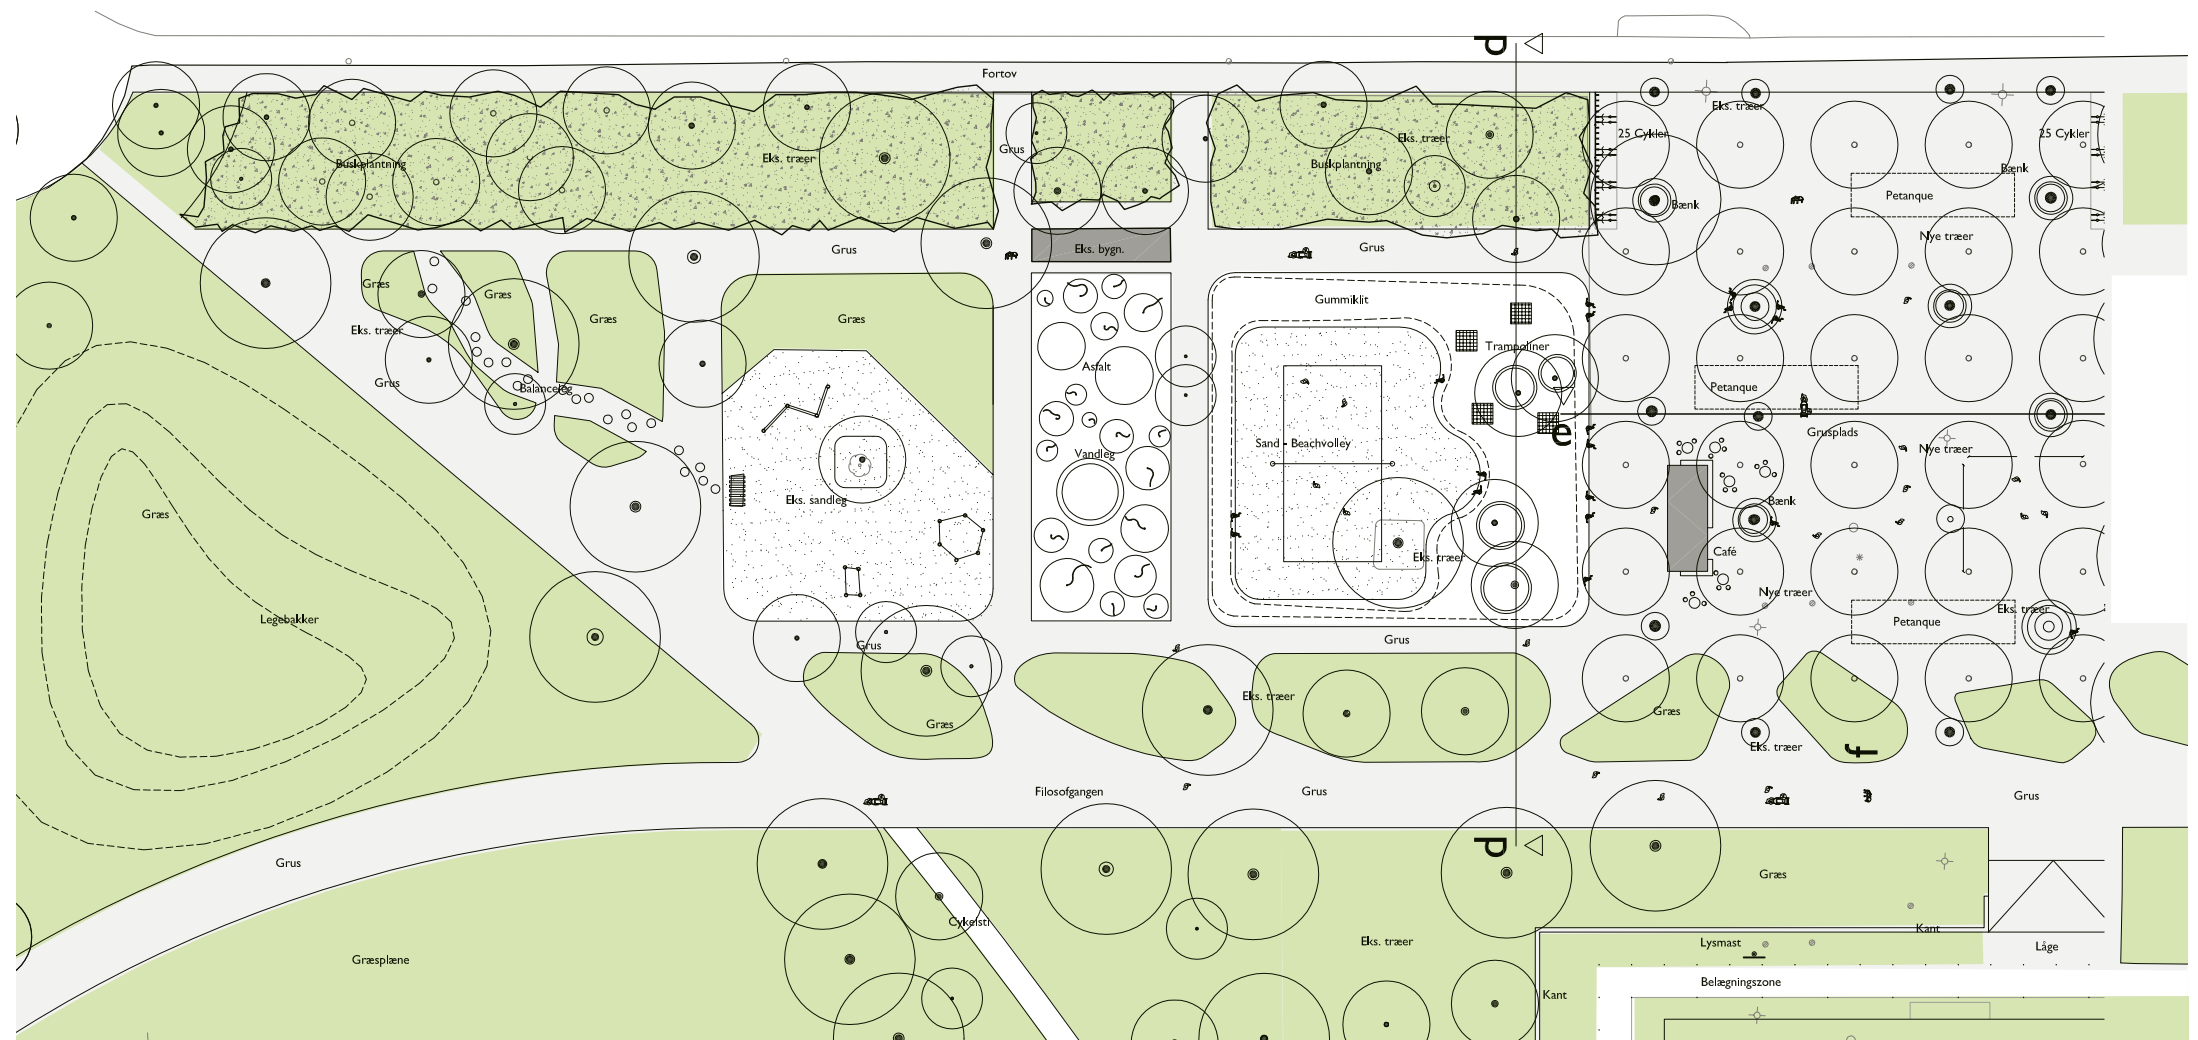 d
Fortov
Eks. træer
25 Cykler
25 Cykler
Eks. træer
Grus
Eks. træer
Buskplantning
Buskplantning
Bænk
Petanque
Bænk
Nye træer
Grus
Eks. bygn.
Grus
Græs
Græs
Gummiklit
Græs
Græs
Eks. træer
Trampoliner
Asfalt
Grus
Balanceleg
Petanque
e
Grusplads
Sand - Beachvolley
Nye træer
Vandleg
Eks. sandleg
Bænk
Græs
Café
Eks. træer
Nye træer
Eks. træer
Legebakker
Petanque
Grus
Grus
Eks. træer
Græs
Græs
Eks. træer
f
Filosofgangen
Grus
Grus
d
Grus
Græs
Cykelsti
Kant
Eks. træer
Lysmast
Låge
Græsplæne
Belægningszone
Kant